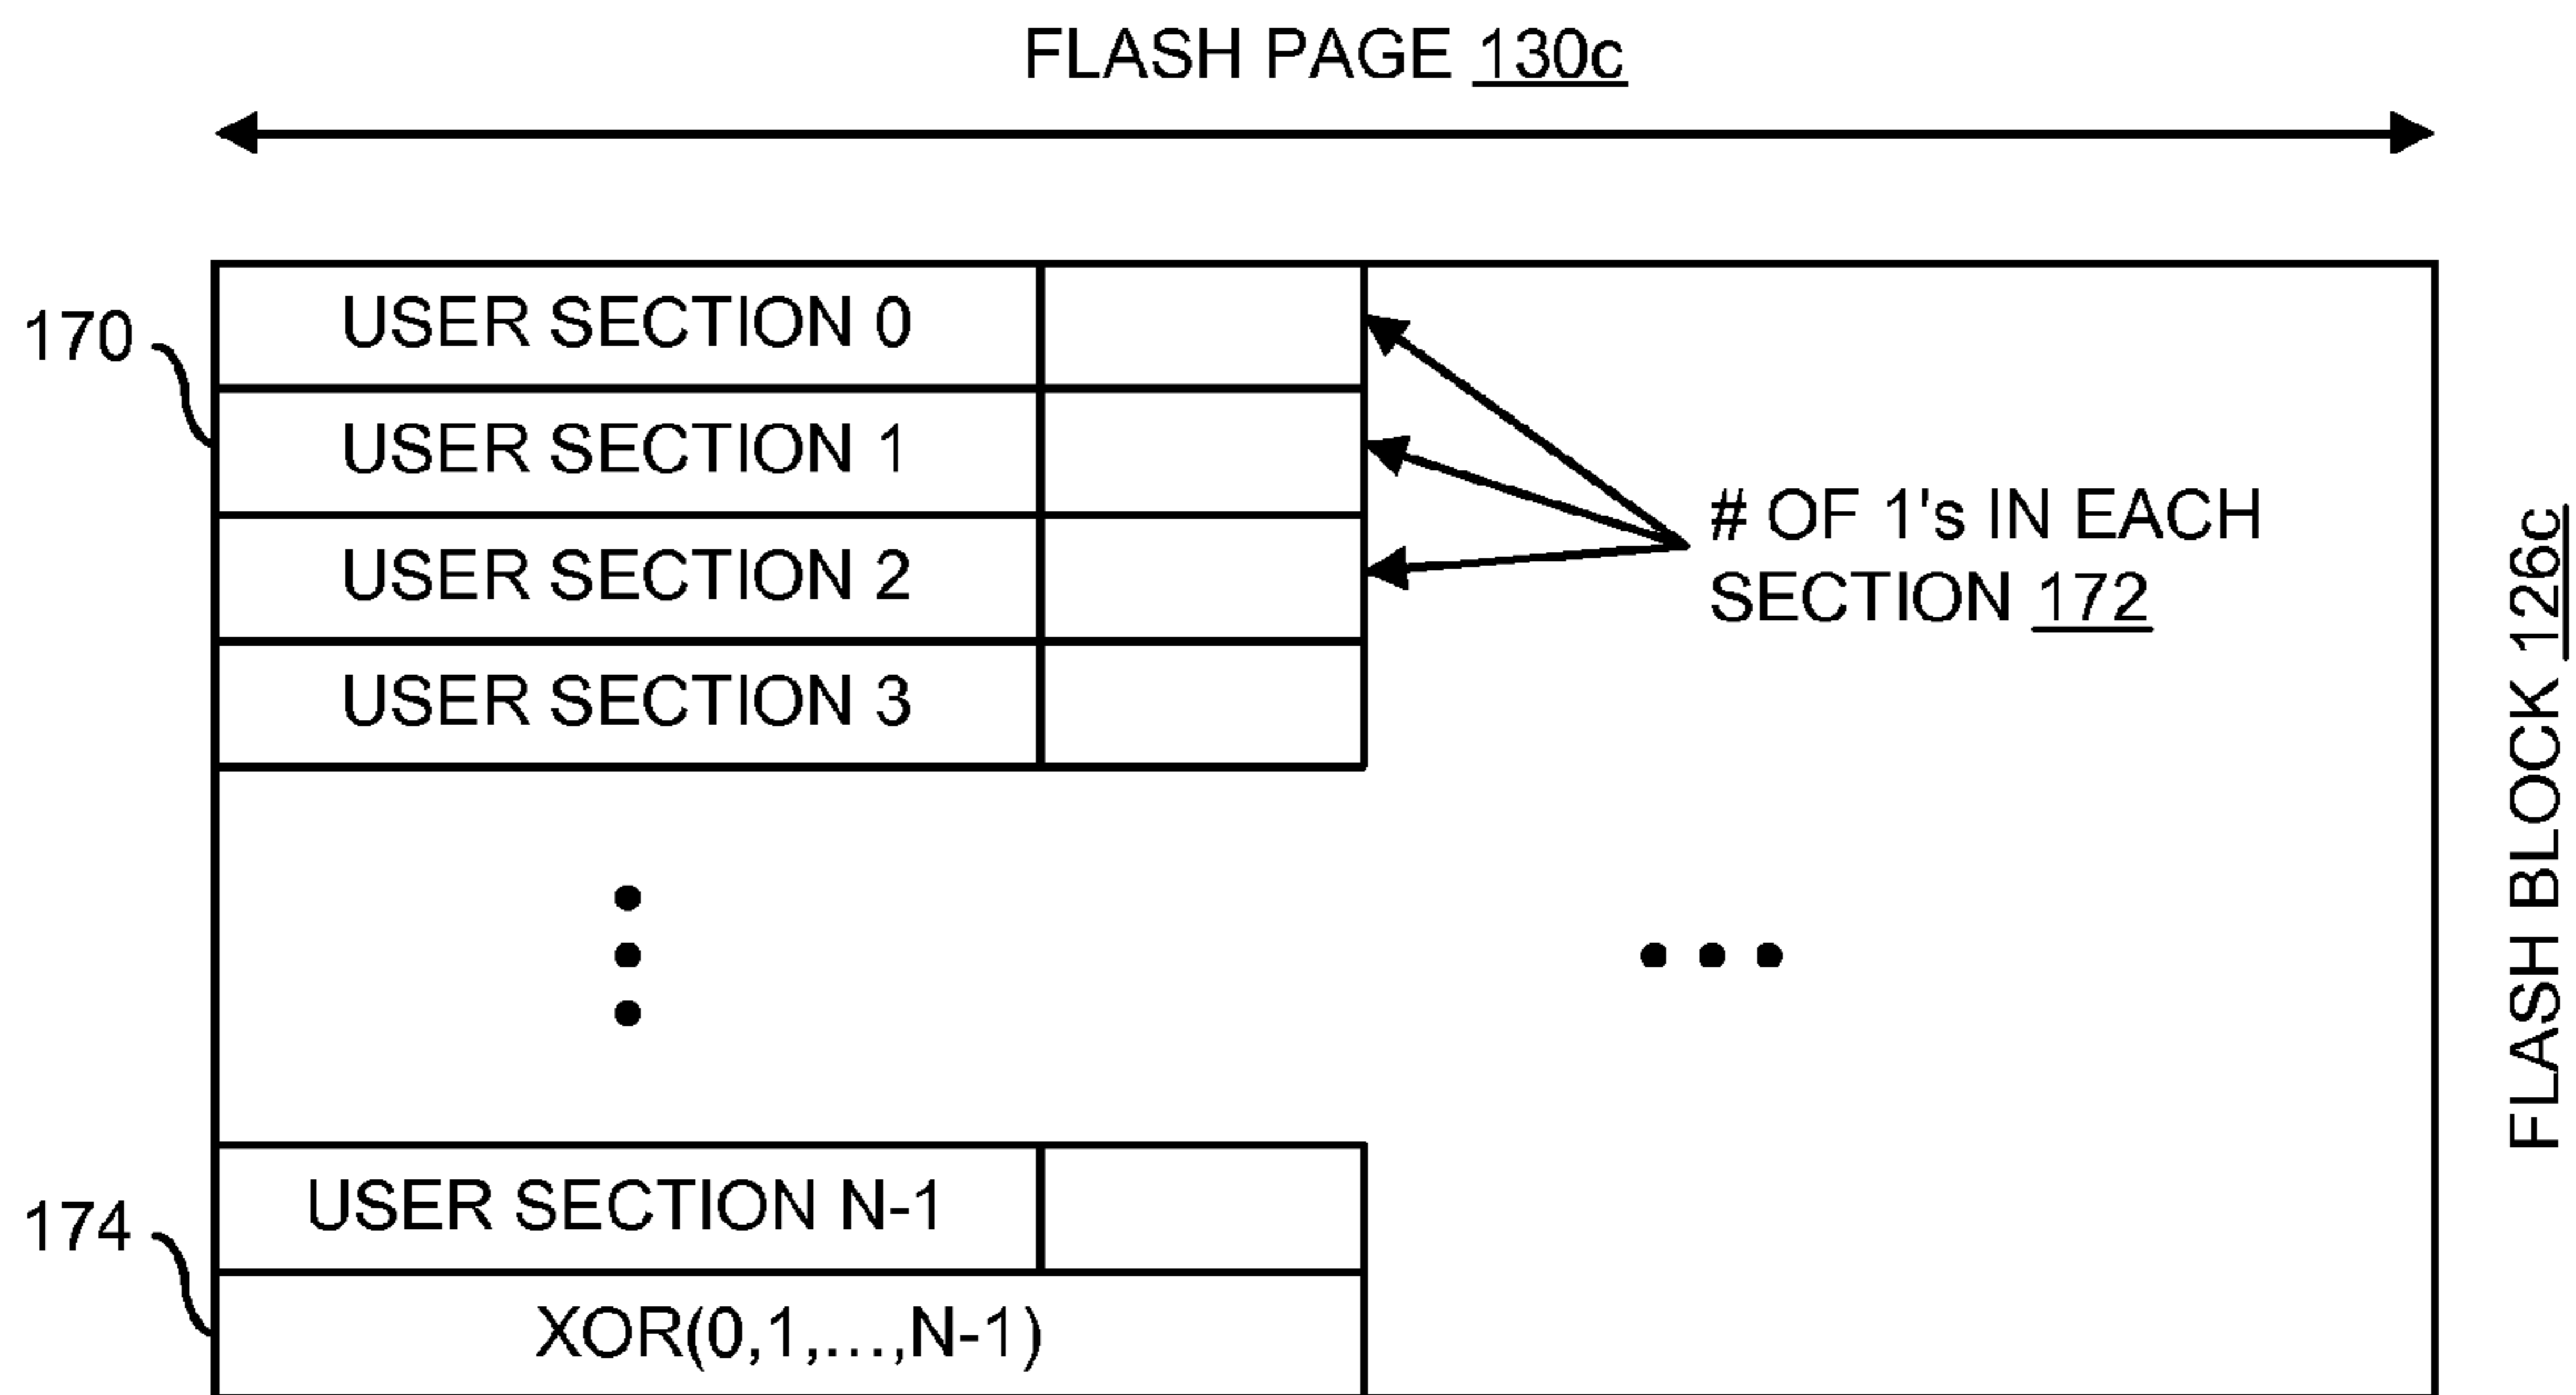 FLASH PAGE 130c
170
USER SECTION 0
USER SECTION 1
USER SECTION 2
USER SECTION 3
# OF 1's IN EACH
SECTION 172
FLASH BLOCK 126c
174
USER SECTION N-1
XOR(0,1,...,N-1)